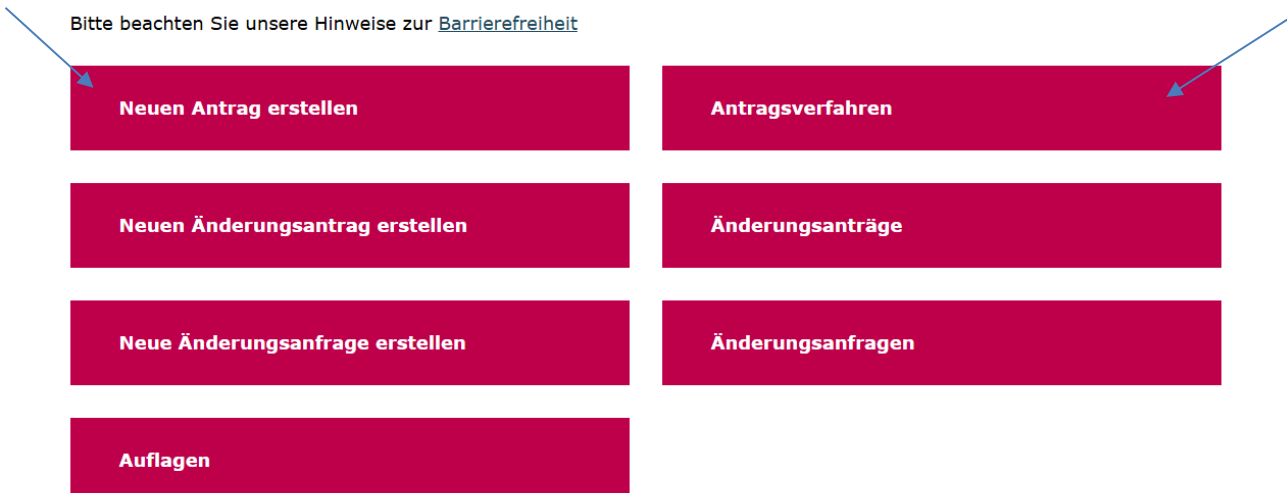 Bitte beachten Sie unsere Hinweise zur Barrierefreiheit
Neuen Antrag erstellen
Antragsverfahren
Neuen Änderungsantrag erstellen
Änderungsanträge
Neue Änderungsanfrage erstellen
Änderungsanfragen
Auflagen